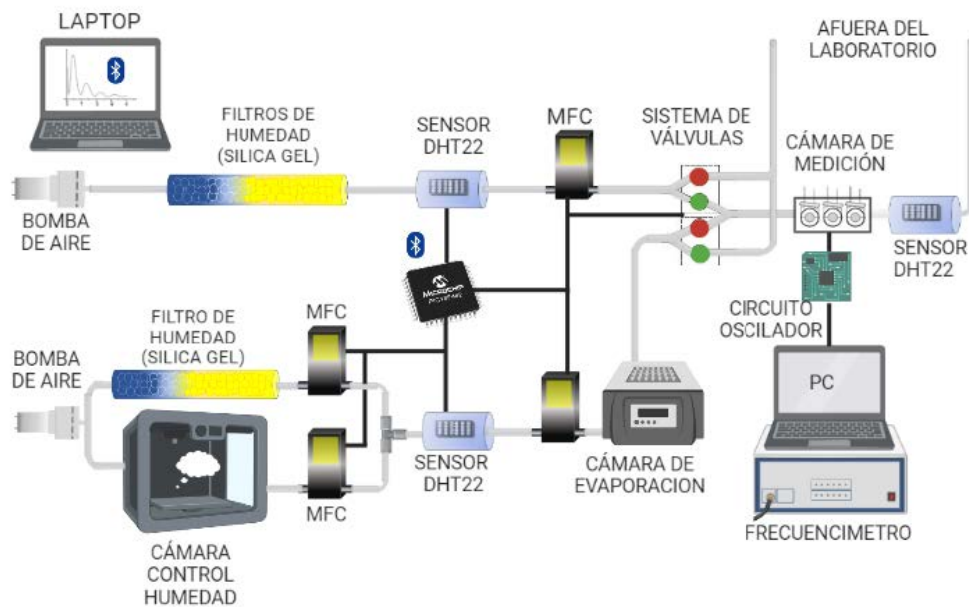 LAPTOP
FILTROS DE
HUMEDAD
(SILICA GEL)
BOMBA
DE AIRE
SENSOR
DHT22
MFC
SISTEMA DE
VÁLVULAS
AFUERA DEL
LABORATORIO
CÁMARA DE
MEDICIÓN
SENSOR
DHT22
MICROCHIP
CIRCUITO
OSCILADOR
FILTRO DE
HUMEDAD
(SILICA GEL)
MFC
BOMBA
DE AIRE
PC
SENSOR
DHT22
CÁMARA DE
EVAPORACION
MFC
FRECUENCIMETRO
CÁMARA
CONTROL
HUMEDAD